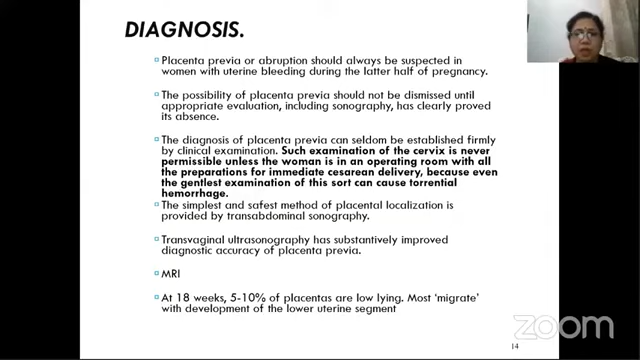 DIAGNOSIS.
Placenta previa or abruption should always be suspected in
women with uterine bleeding during the latter half of pregnancy.
The possibility of placenta previa should not be dismissed until
appropriate evaluation, including sonography, has clearly proved
its absence.
The diagnosis of placenta previa can seldom be established firmly
by clinical examination. Such examination of the cervix is never
permissible unless the woman is in an operating room with all
the preparations for immediate cesarean delivery, because even
the gentlest examination of this sort can cause torrential
hemorrhage.
The simplest and safest method of placental localization is
provided by transabdominal sonography.
Transvaginal ultrasonography has substantively improved
diagnostic accuracy of placenta previa.
MRI
At 18 weeks, 5-10% of placentas are low lying. Most ‘migrate’
with development of the lower uterine segment
zoom
14